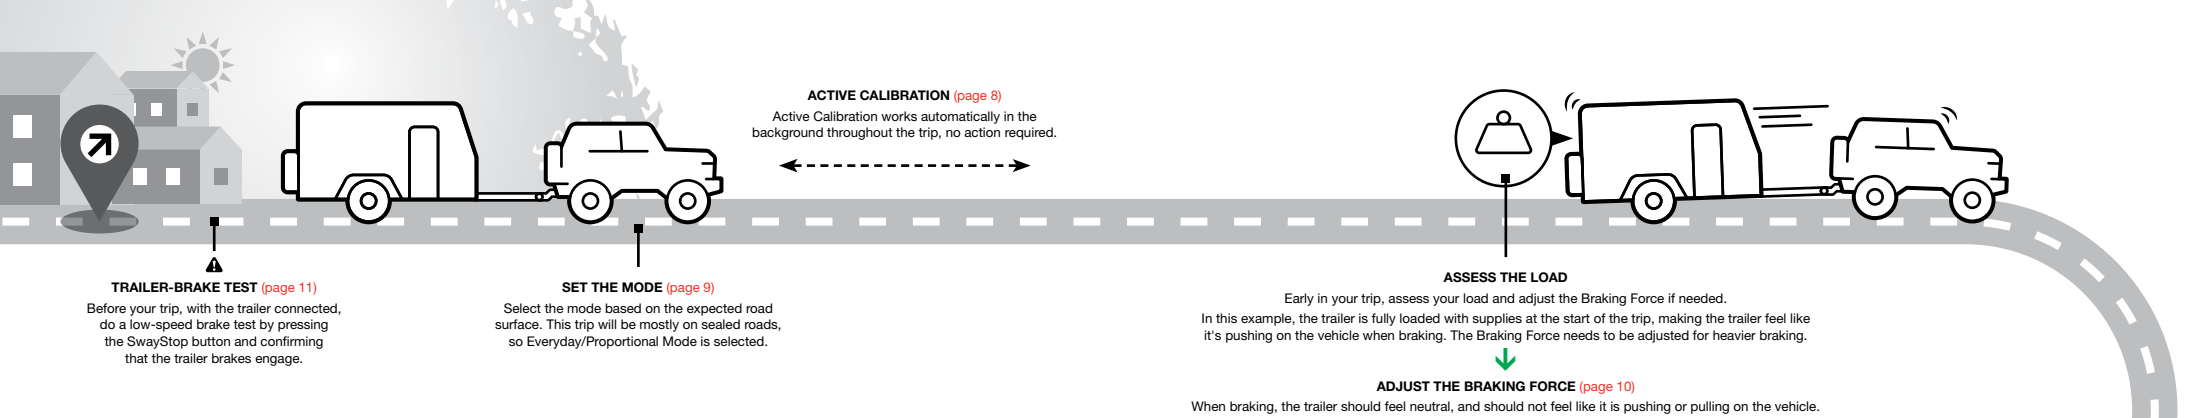 TRAILER-BRAKE TEST (page 11)
Before your trip, with the trailer connected,
do a low-speed brake test by pressing
the SwayStop button and confirming
that the trailer brakes engage.
SET THE MODE (page 9)
Select the mode based on the expected road
surface. This trip will be mostly on sealed roads,
so Everyday/Proportional Mode is selected.
ACTIVE CALIBRATION (page 8)
Active Calibration works automatically in the
background throughout the trip, no action required.
ASSESS THE LOAD
Early in your trip, assess your load and adjust the Braking Force if needed.
In this example, the trailer is fully loaded with supplies at the start of the trip, making the trailer feel like
it's pushing on the vehicle when braking. The Braking Force needs to be adjusted for heavier braking.
ADJUST THE BRAKING FORCE (page 10)
When braking, the trailer should feel neutral, and should not feel like it is pushing or pulling on the vehicle.